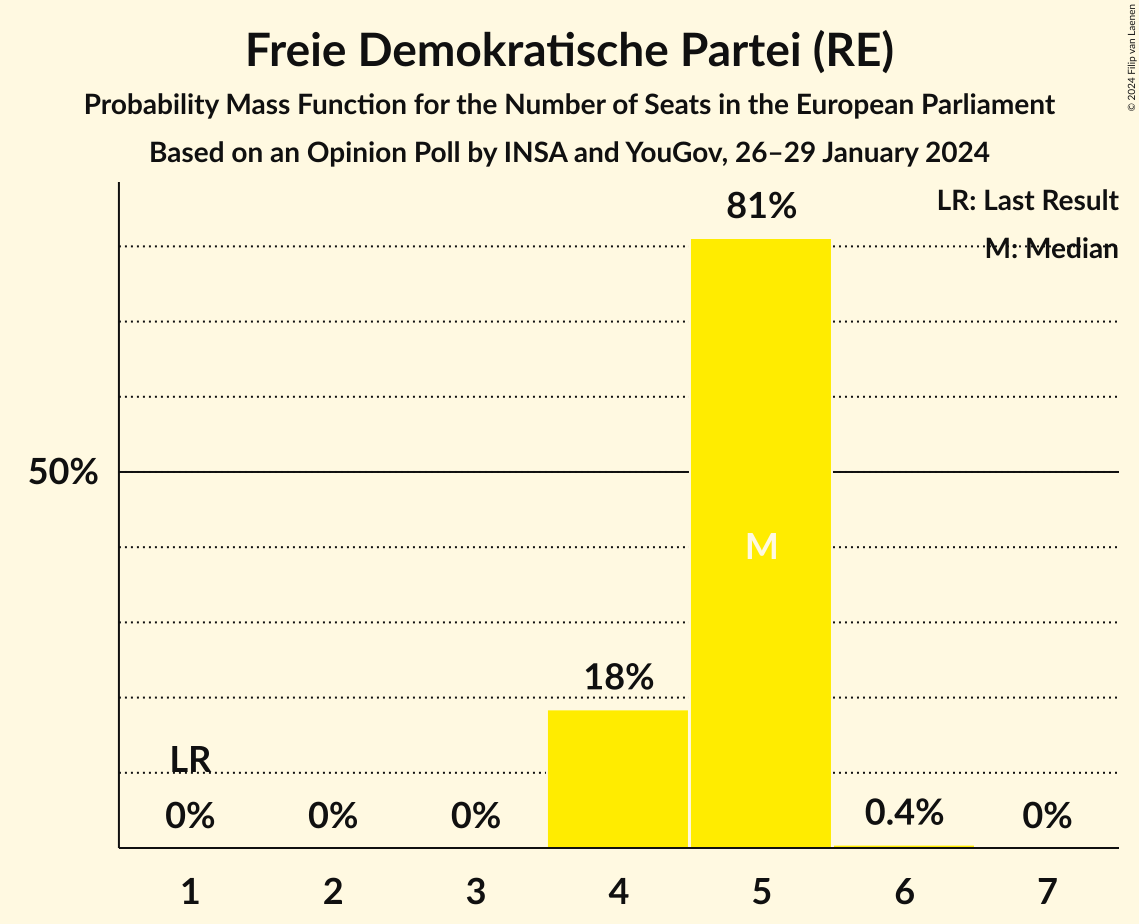 Freie Demokratische Partei (RE)
Probability Mass Function for the Number of Seats in the European Parliament
Based on an Opinion Poll by INSA and YouGov, 26–29 January 2024
© 2024 Filip van Laenen
LR: Last Result
M: Median
81%
50%
M
18%
LR
0%
0%
0%
0.4%
0%
1 2 3 4 5 6 7